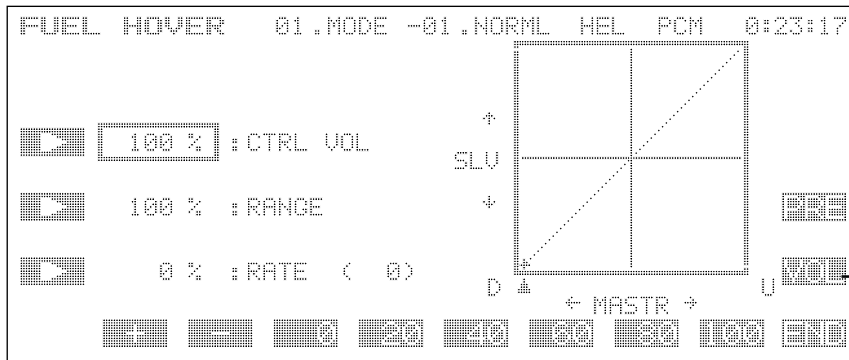 FUEL HOVER 01.MODE -01.NORML HEL PCM 0:23:17
100 % :CTRL VOL
SLV
100 % :RANGE
PRE
0 % :RATE ( 0)
D
U
VOL
← MASTR →
+ - 0 20 40 60 80 100 END